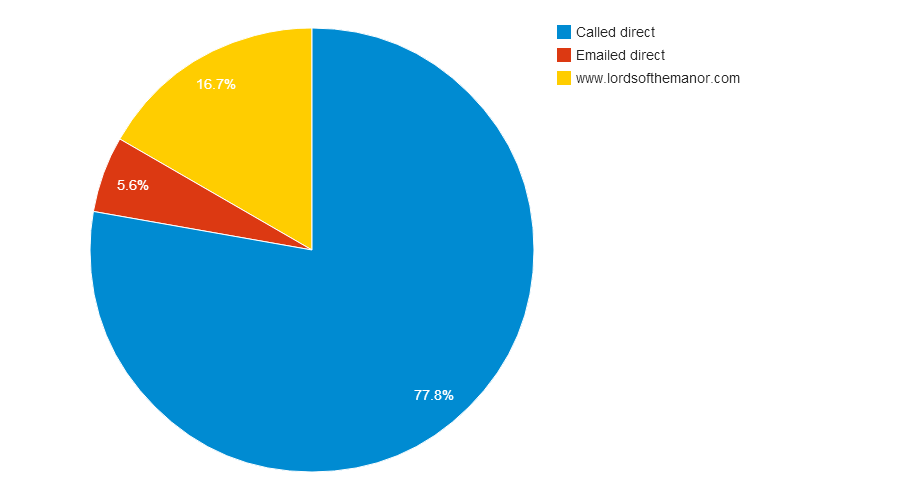 Called direct
Emailed direct
www.lordsofthemanor.com
16.7%
5.6%
77.8%